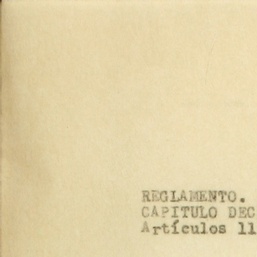 REGLAMENTO.
CAPITULO DEC
Artículos 11